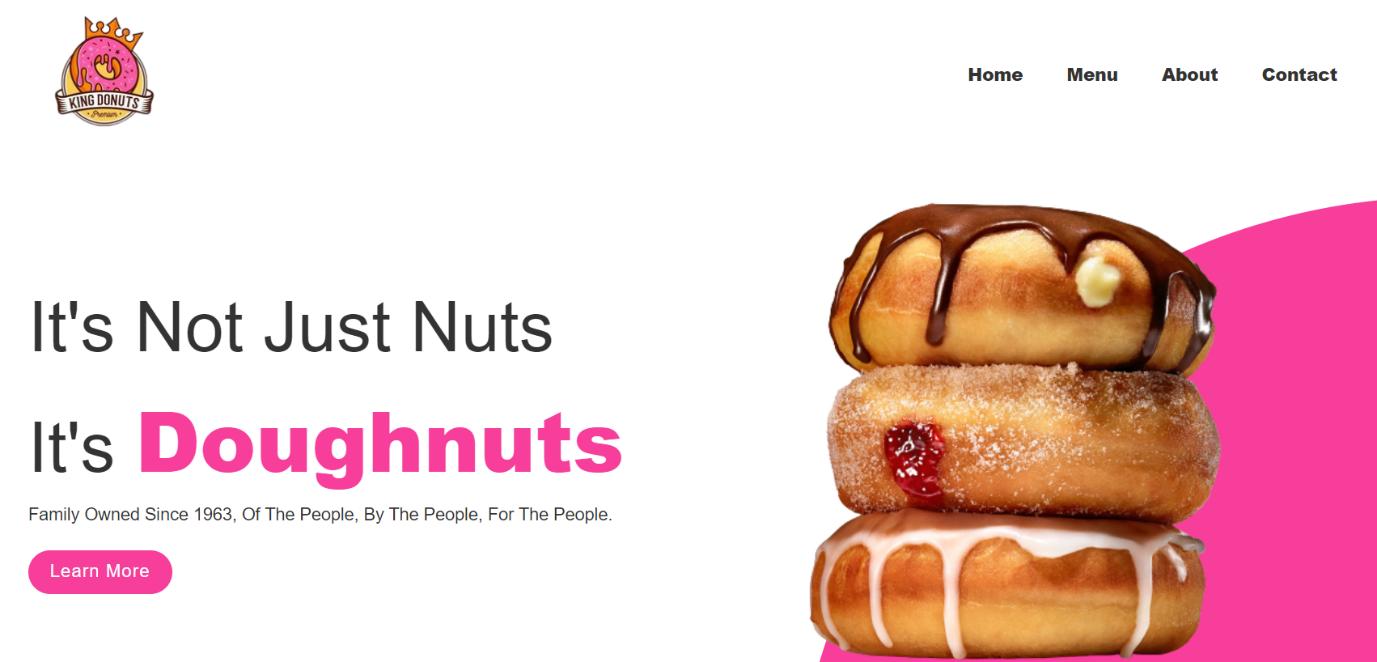 KING DONUTS
Premium
Home Menu About Contact
It's Not Just Nuts
It's Doughnuts
Family Owned Since 1963, Of The People, By The People, For The People.
Learn More